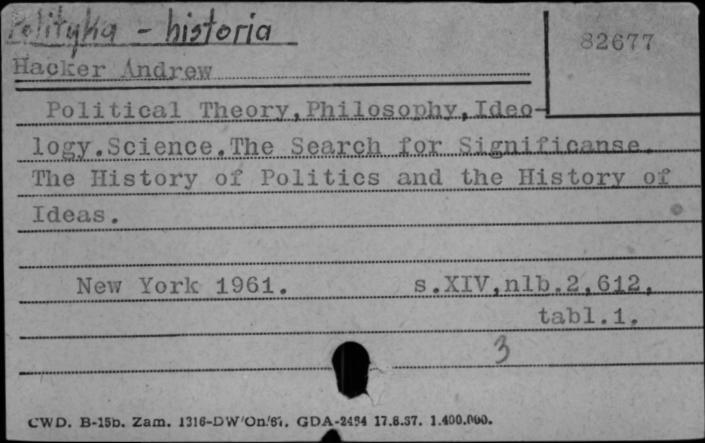 Polityka - historia
82677
Hacker Andrew
Political Theory,Philosophy,Ideo-
logy.Science.The Search for Significanse.
The History of Politics and the History of
Ideas.
New York 1961. s.XIV,nlb.2,612,
tabl.1.
3
CWD. B-15b. Zam. 1316-DW/On/67. GDA-2494 17.8.57. 1.400.000.